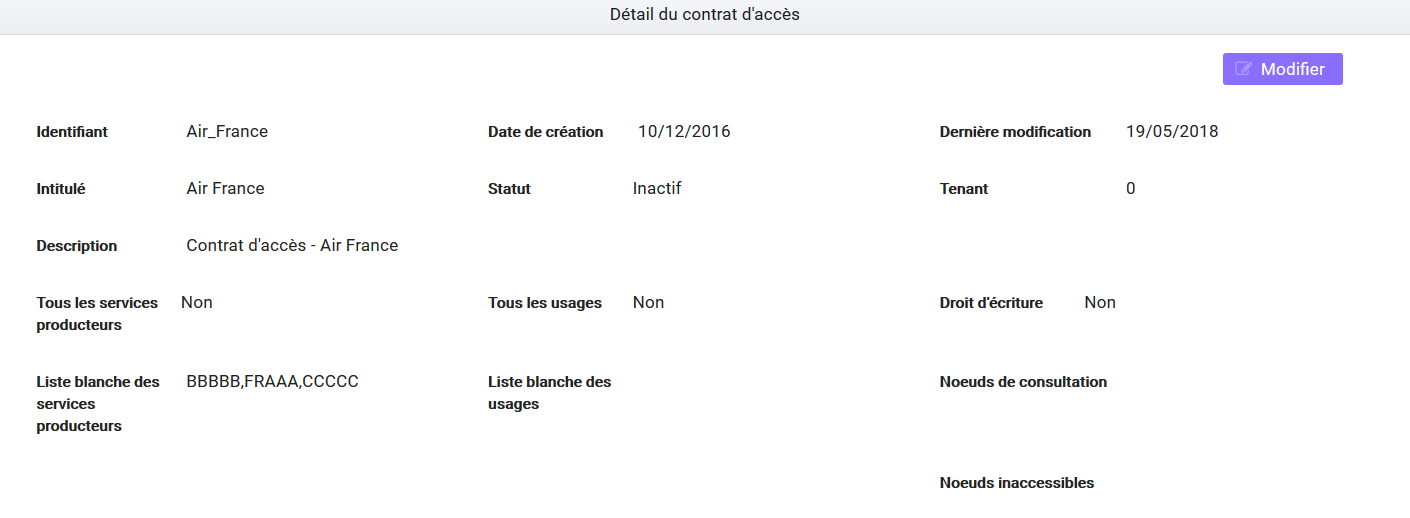 Détail du contrat d'accès
Modifier
Identifiant Air_France Date de création 10/12/2016 Dernière modification 19/05/2018
Intitulé Air France Statut Inactif Tenant 0
Description Contrat d'accès - Air France
Tous les services Non Tous les usages Non Droit d'écriture Non
producteurs
Liste blanche des BBBBB,FRAAA,CCCCC Liste blanche des Noeuds de consultation
services usages
producteurs
Noeuds inaccessibles